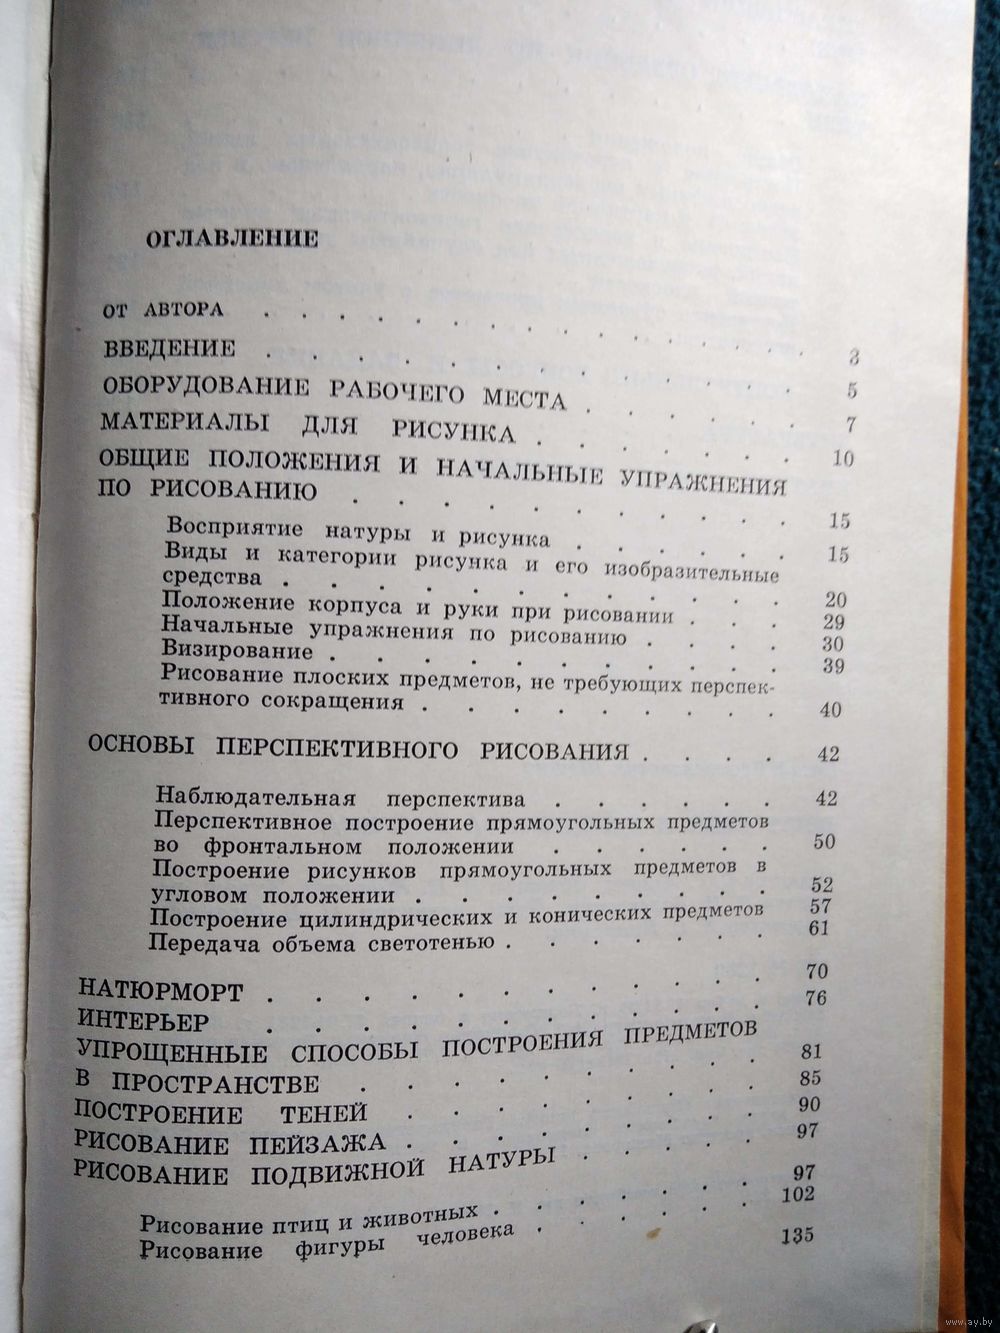 ОГЛАВЛЕНИЕ
ОТ АВТОРА . . . . . . . . . . . . . 3
ВВЕДЕНИЕ . . . . . . . . . . . . . 5
ОБОРУДОВАНИЕ РАБОЧЕГО МЕСТА . . . . . . 7
МАТЕРИАЛЫ ДЛЯ РИСУНКА . . . . . . . 10
ОБЩИЕ ПОЛОЖЕНИЯ И НАЧАЛЬНЫЕ УПРАЖНЕНИЯ
ПО РИСОВАНИЮ . . . . . . . . . . 15
Восприятие натуры и рисунка . . . . . . 15
Виды и категории рисунка и его изобразительные
средства . . . . . . . . . . . 20
Положение корпуса и руки при рисовании . . . 29
Начальные упражнения по рисованию . . . . 30
Визирование . . . . . . . . . . . 39
Рисование плоских предметов, не требующих перспек-
тивного сокращения . . . . . . . . 40
ОСНОВЫ ПЕРСПЕКТИВНОГО РИСОВАНИЯ . . . . 42
Наблюдательная перспектива . . . . . . 42
Перспективное построение прямоугольных предметов
во фронтальном положении . . . . . . 50
Построение рисунков прямоугольных предметов в
угловом положении . . . . . . . . . 52
Построение цилиндрических и конических предметов 57
Передача объема светотенью . . . . . . 61
НАТЮРМОРТ . . . . . . . . . . . 70
ИНТЕРЬЕР . . . . . . . . . . . 76
УПРОЩЕННЫЕ СПОСОБЫ ПОСТРОЕНИЯ ПРЕДМЕТОВ
В ПРОСТРАНСТВЕ . . . . . . . . . 81
ПОСТРОЕНИЕ ТЕНЕЙ . . . . . . . . 85
РИСОВАНИЕ ПЕЙЗАЖА . . . . . . . . 90
РИСОВАНИЕ ПОДВИЖНОЙ НАТУРЫ . . . . . 97
Рисование птиц и животных . . . . . . 97
Рисование фигуры человека . . . . . . 102
135
www.ay.by